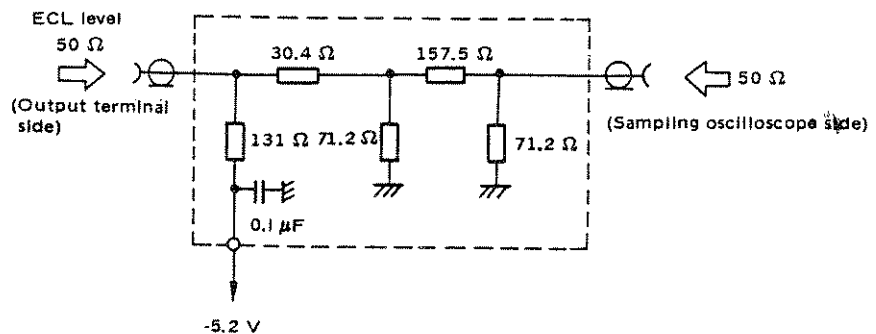 ECL level
50 Ω
(Output terminal
side)
30.4 Ω
157.5 Ω
50 Ω
(Sampling oscilloscope side)
131 Ω
71.2 Ω
71.2 Ω
0.1 μF
-5.2 V